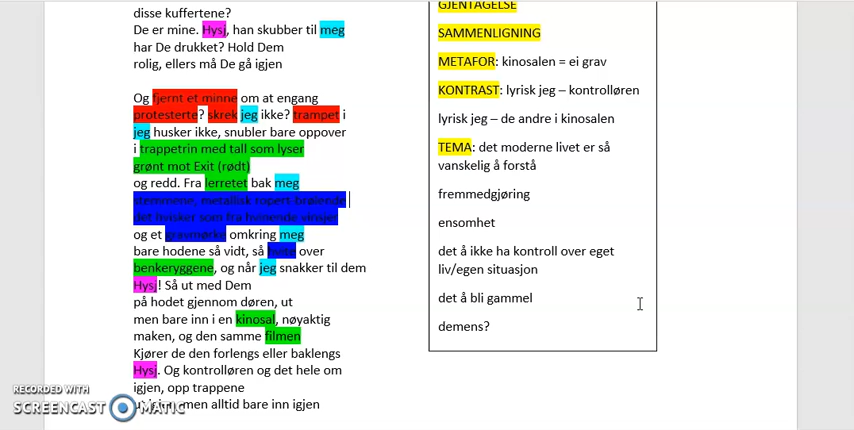 disse kuffertene?
De er mine. Hysj, han skubber til meg
har De drukket? Hold Dem
rolig, ellers må De gå igjen
Og fjernt et minne om at engang
protesterte? skrek jeg ikke? trampet i
jeg husker ikke, snubler bare oppover
i trappetrin med tall som lyser
grønt mot Exit (rødt)
og redd. Fra lerretet bak meg
stemmene, metallisk ropert-brølende
det hvisker som fra hvinende vinsjer
og et gravmørke omkring meg
bare hodene så vidt, så over
benkeryggene, og når jeg snakker til dem
Hysj! Så ut med Dem
på hodet gjennom døren, ut
men bare inn i en kinosal, nøyaktig
maken, og den samme filmen
Kjører de den forlengs eller baklengs
Hysj. Og kontrolløren og det hele om
igjen, opp trappene
men alltid bare inn igjen
GJENTAGELSE
SAMMENLIGNING
METAFOR: kinosalen = ei grav
KONTRAST: lyrisk jeg – kontrolløren
lyrisk jeg – de andre i kinosalen
TEMA: det moderne livet er så
vanskelig å forstå
fremmedgjøring
ensomhet
det å ikke ha kontroll over eget
liv/egen situasjon
det å bli gammel
demens?
RECORDED WITH
SCREENCAST MATIC